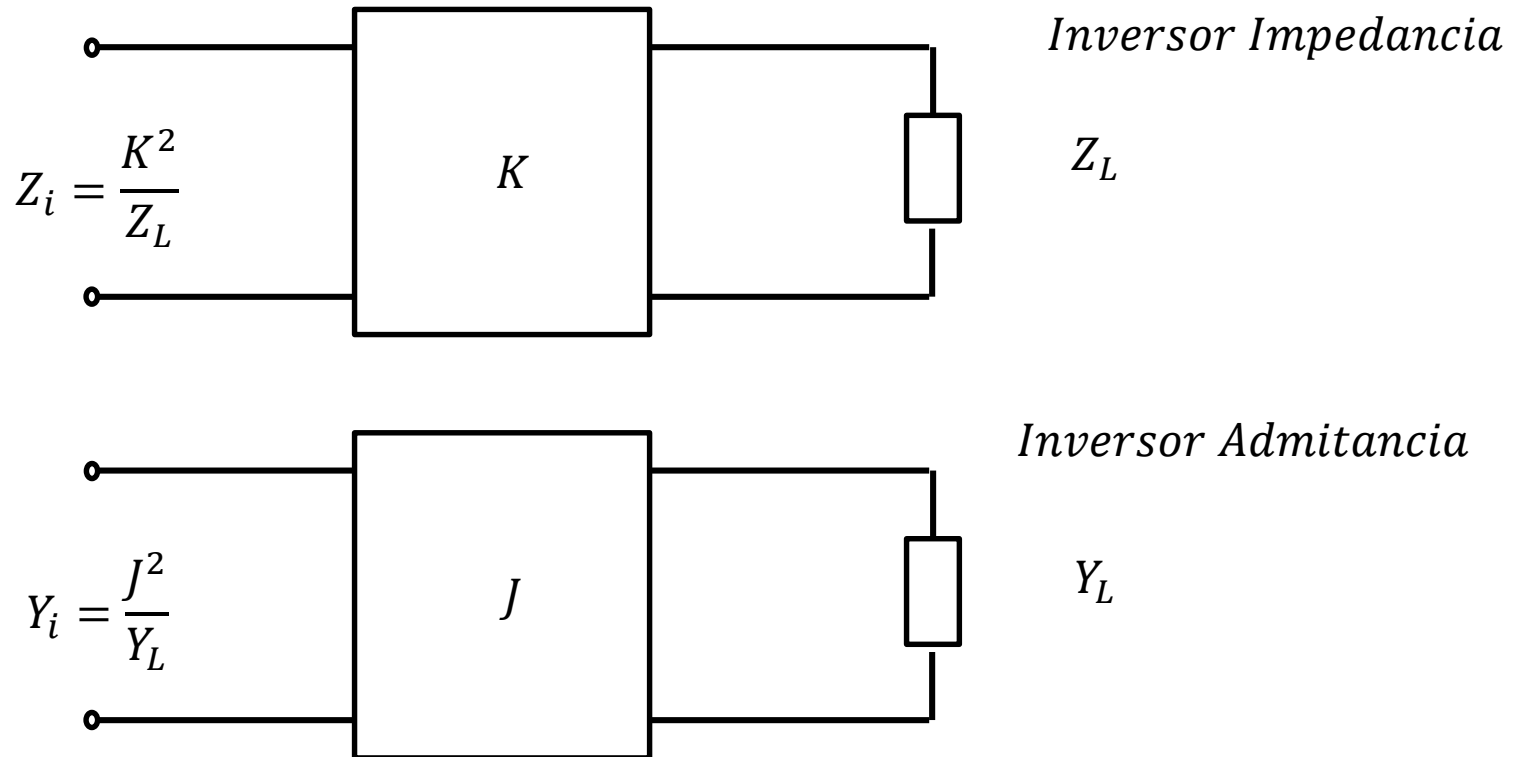 Inversor Impedancia
Z_i = K^2 / Z_L
K
Z_L
Inversor Admitancia
Y_i = J^2 / Y_L
J
Y_L